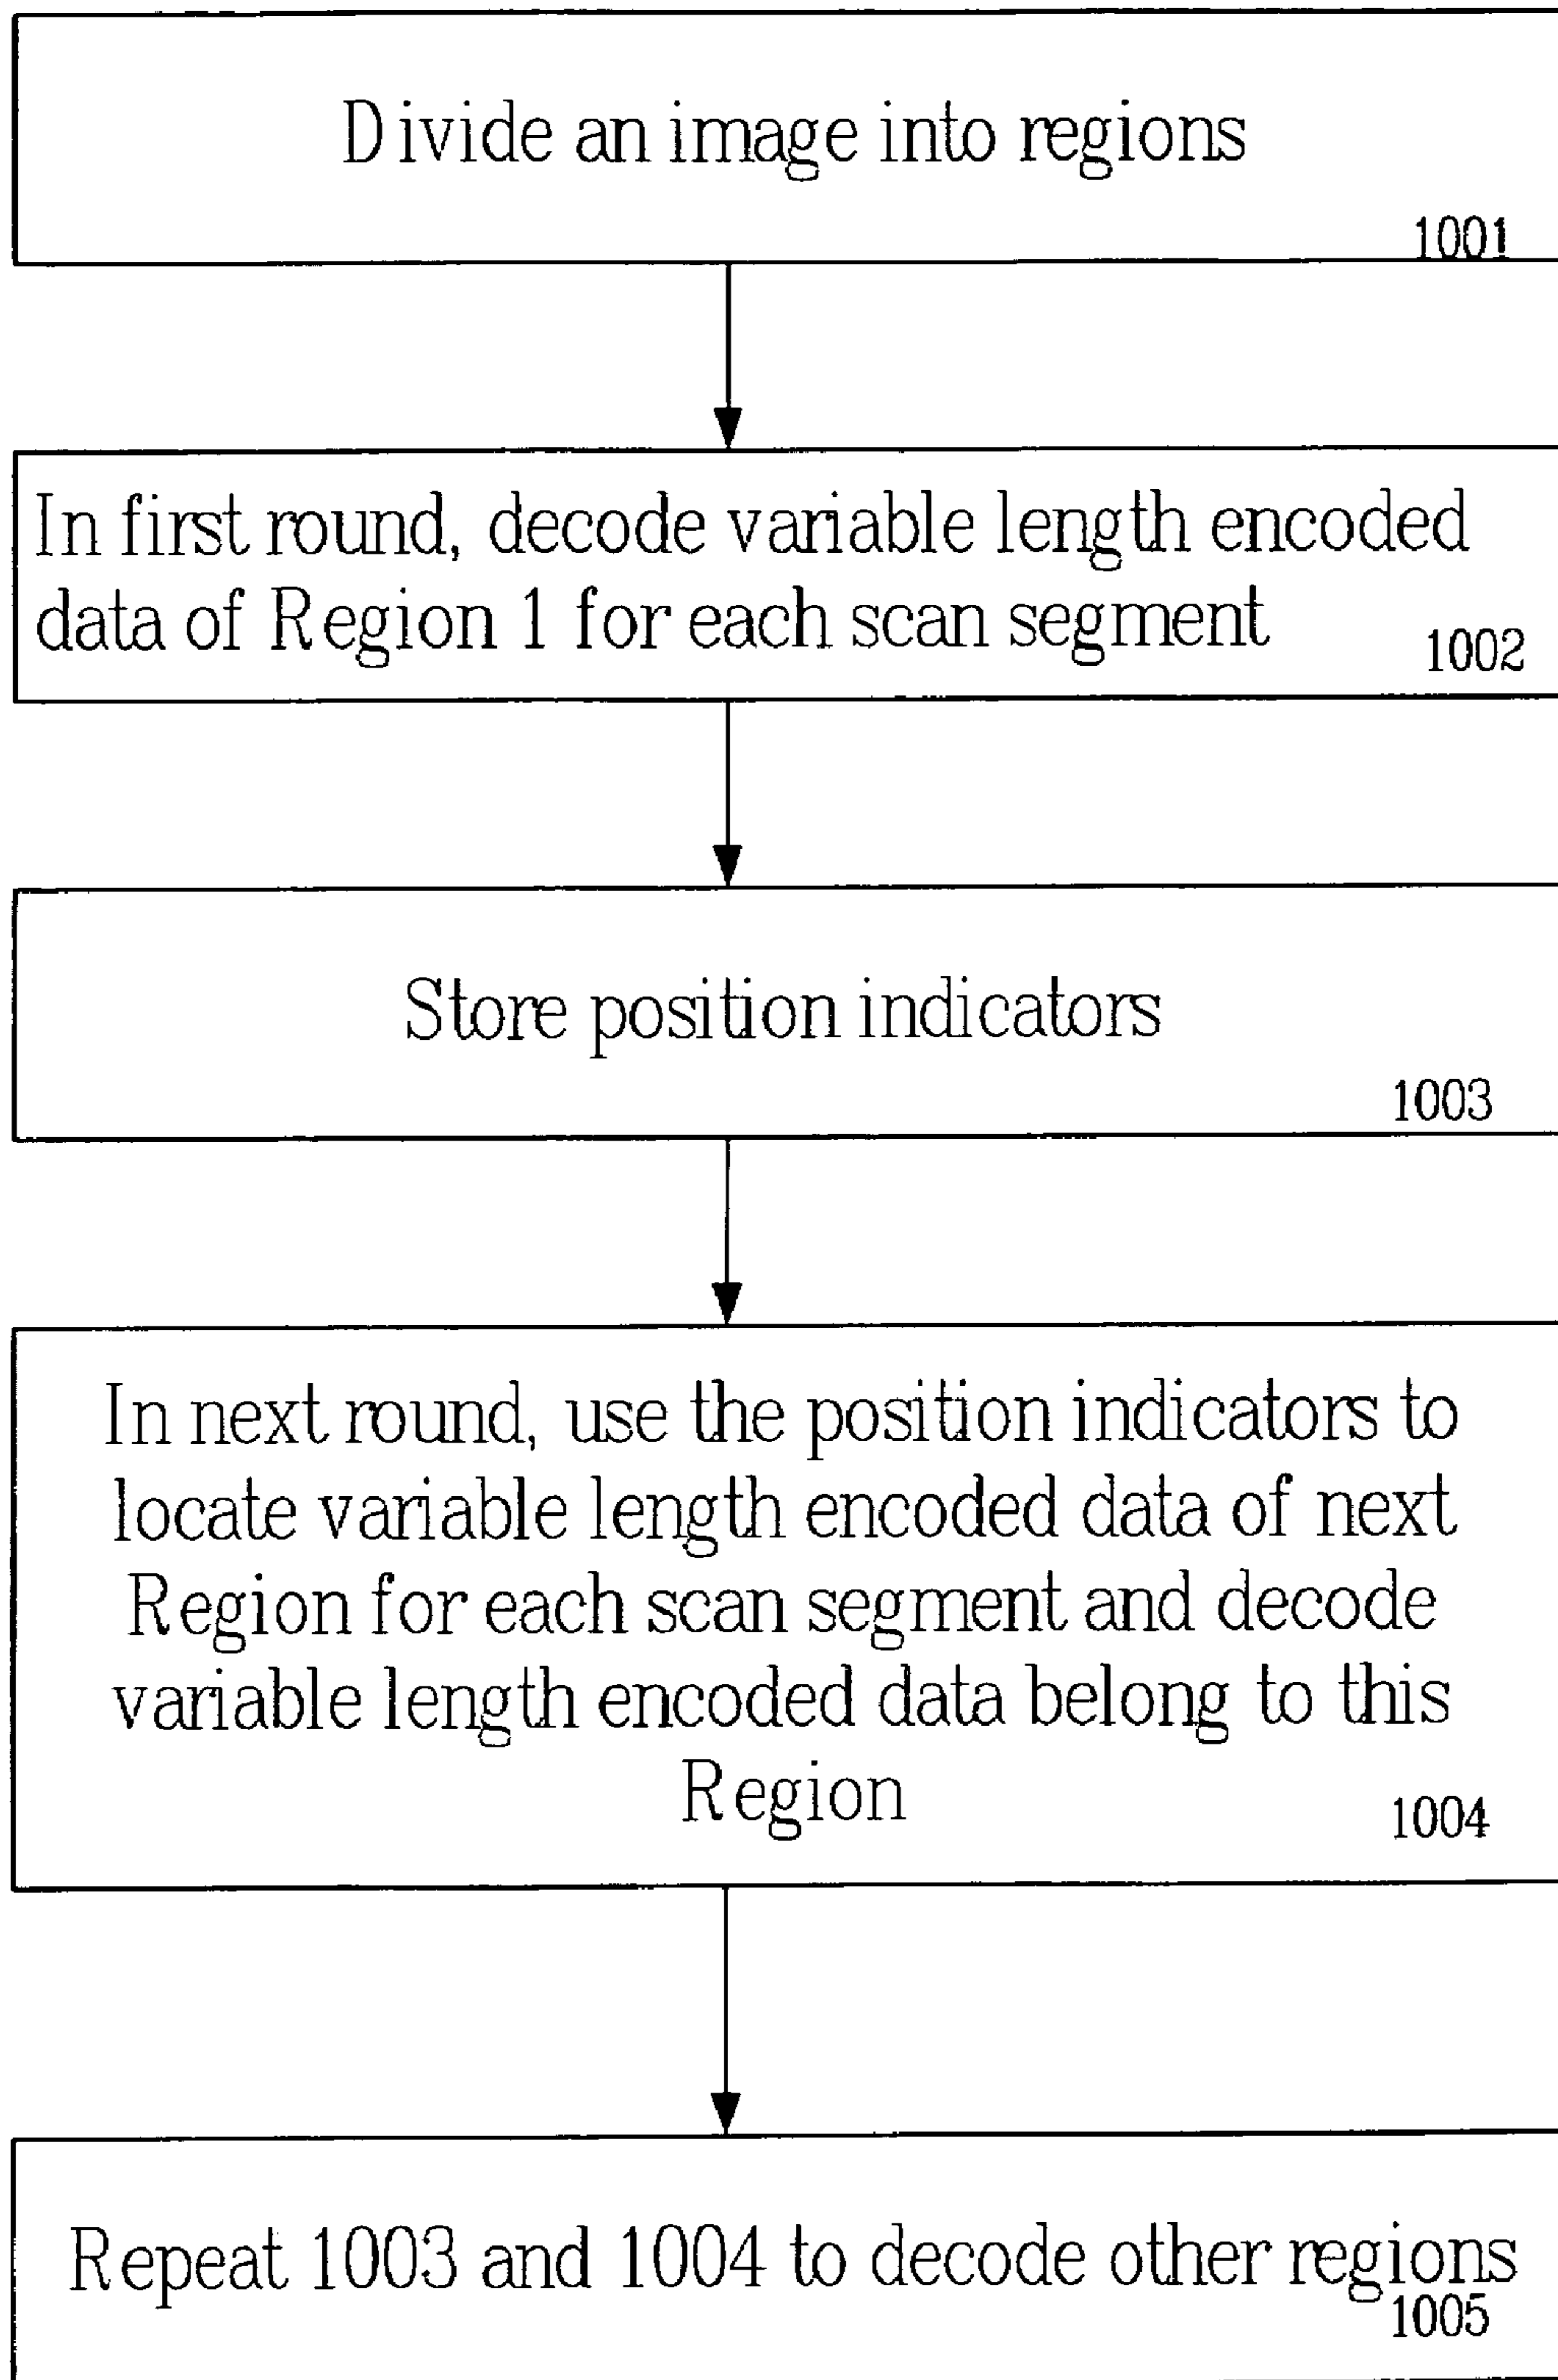 Divide an image into regions
1001
In first round, decode variable length encoded
data of Region 1 for each scan segment
1002
Store position indicators
1003
In next round, use the position indicators to
locate variable length encoded data of next
Region for each scan segment and decode
variable length encoded data belong to this
Region
1004
Repeat 1003 and 1004 to decode other regions
1005